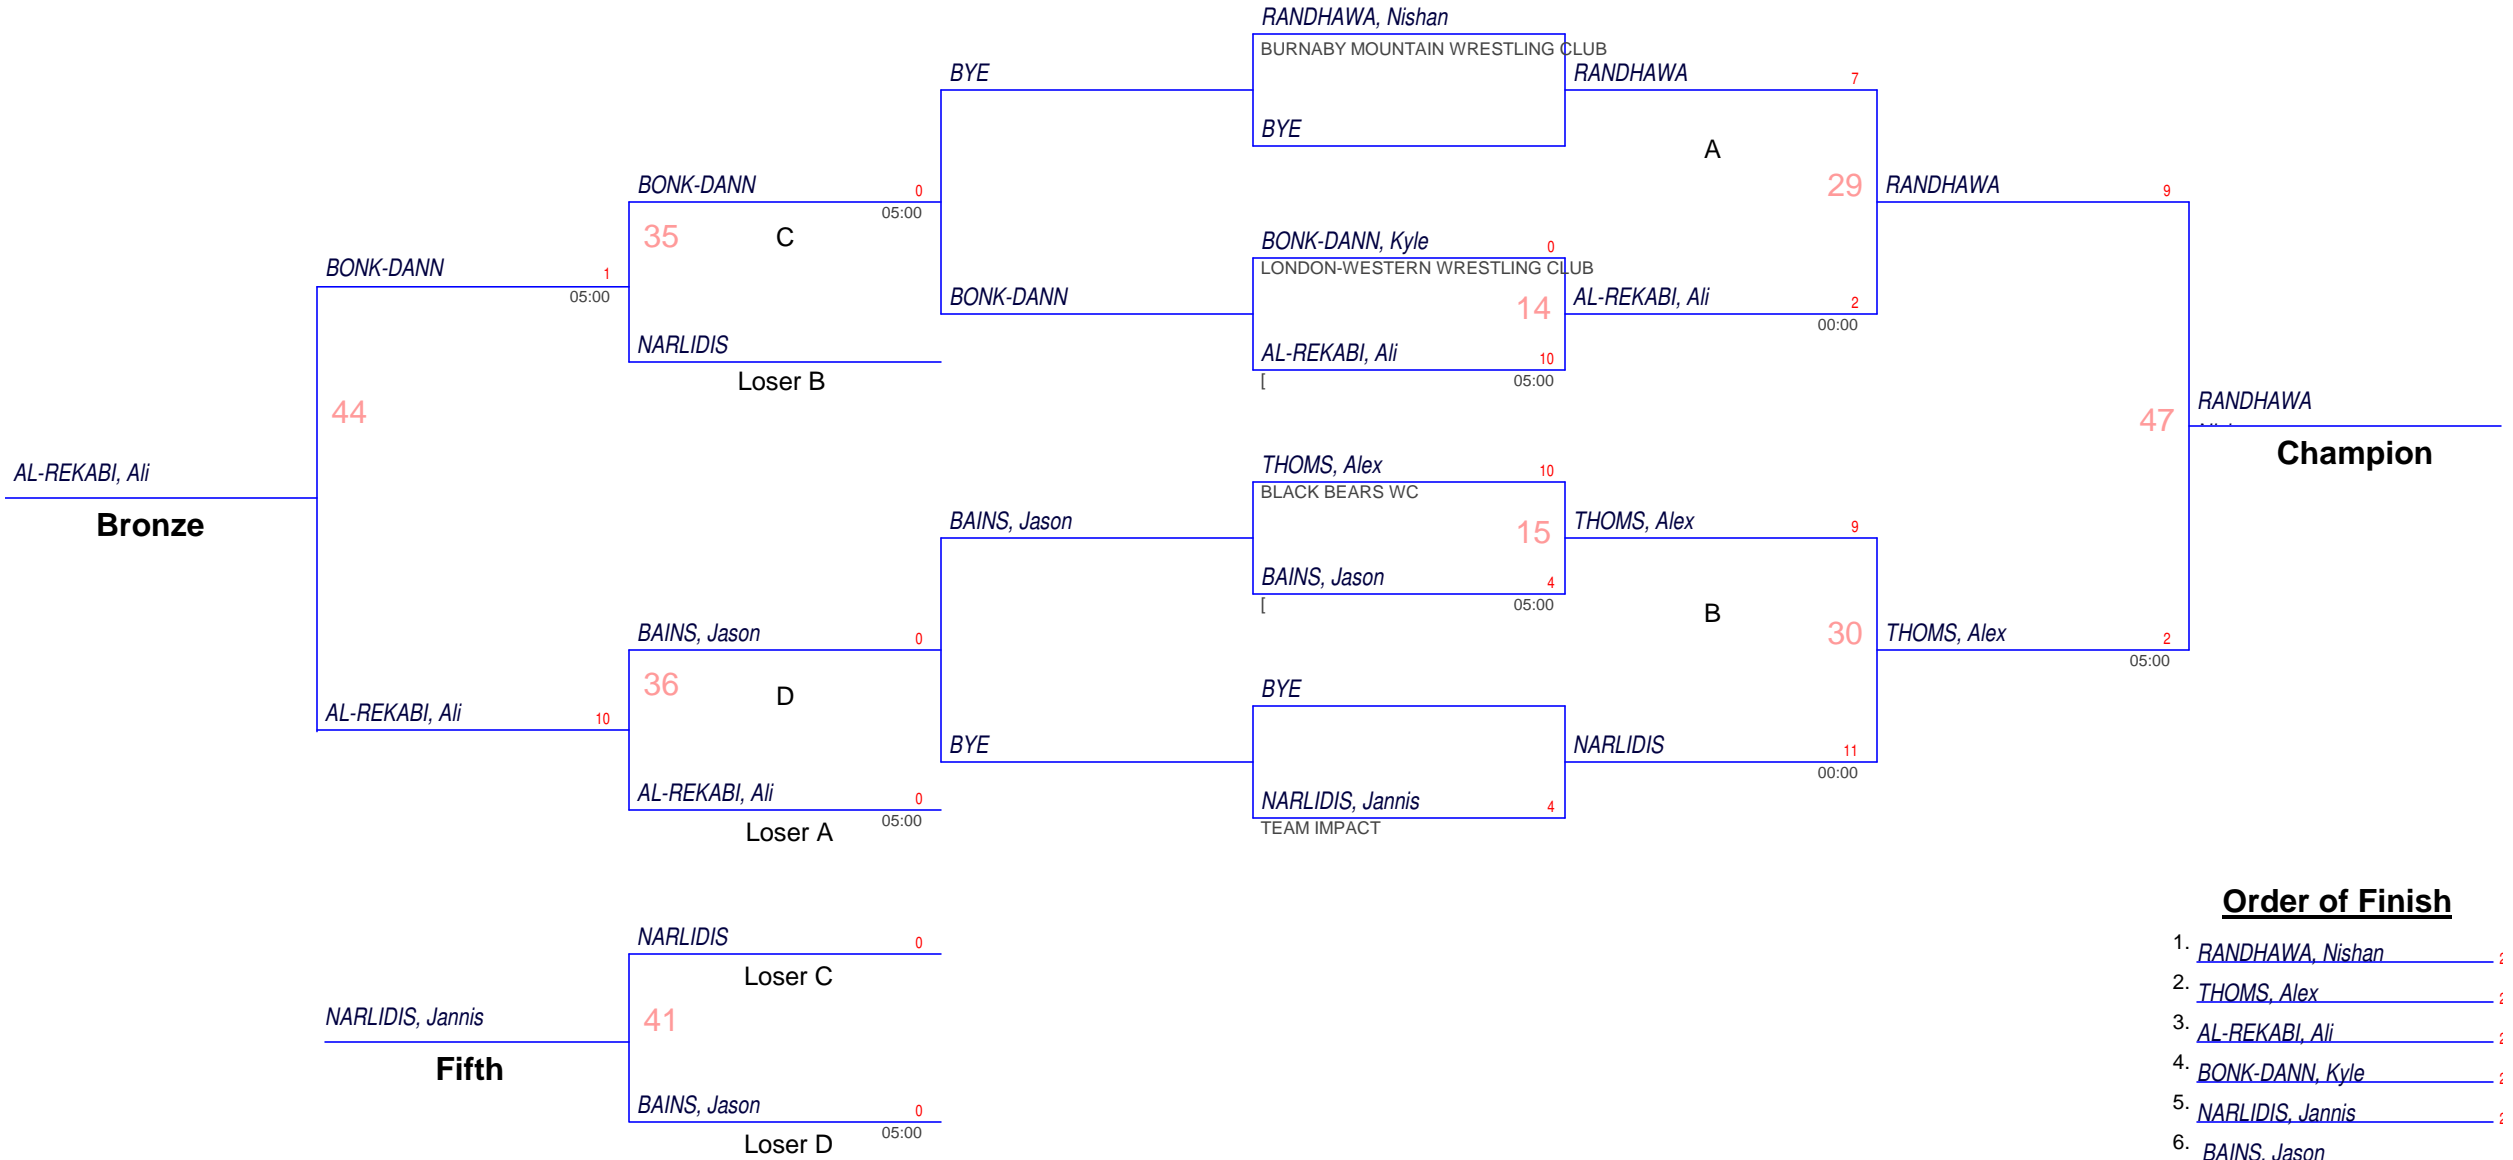 RANDHAWA, Nishan
BURNABY MOUNTAIN WRESTLING CLUB
BYE
RANDHAWA 7
BYE
A
BONK-DANN 0
05:00
29
RANDHAWA 9
35 C
BONK-DANN, Kyle 0
LONDON-WESTERN WRESTLING CLUB
BONK-DANN 1
05:00
BONK-DANN
14
AL-REKABI, Ali 2
00:00
NARLIDIS
Loser B
AL-REKABI, Ali 10
[ 05:00
44
47
RANDHAWA
Champion
AL-REKABI, Ali
Bronze
THOMS, Alex 10
BLACK BEARS WC
BAINS, Jason
15
THOMS, Alex 9
BAINS, Jason 4
[ 05:00
B
BAINS, Jason 0
30
THOMS, Alex 2
05:00
36 D
BYE
AL-REKABI, Ali 10
BYE
NARLIDIS 11
00:00
AL-REKABI, Ali 0
Loser A 05:00
NARLIDIS, Jannis 4
TEAM IMPACT
Order of Finish
NARLIDIS 0
Loser C
1. RANDHAWA, Nishan
2. THOMS, Alex
NARLIDIS, Jannis
Fifth
41
3. AL-REKABI, Ali
4. BONK-DANN, Kyle
BAINS, Jason 0
Loser D 05:00
5. NARLIDIS, Jannis
6. BAINS, Jason